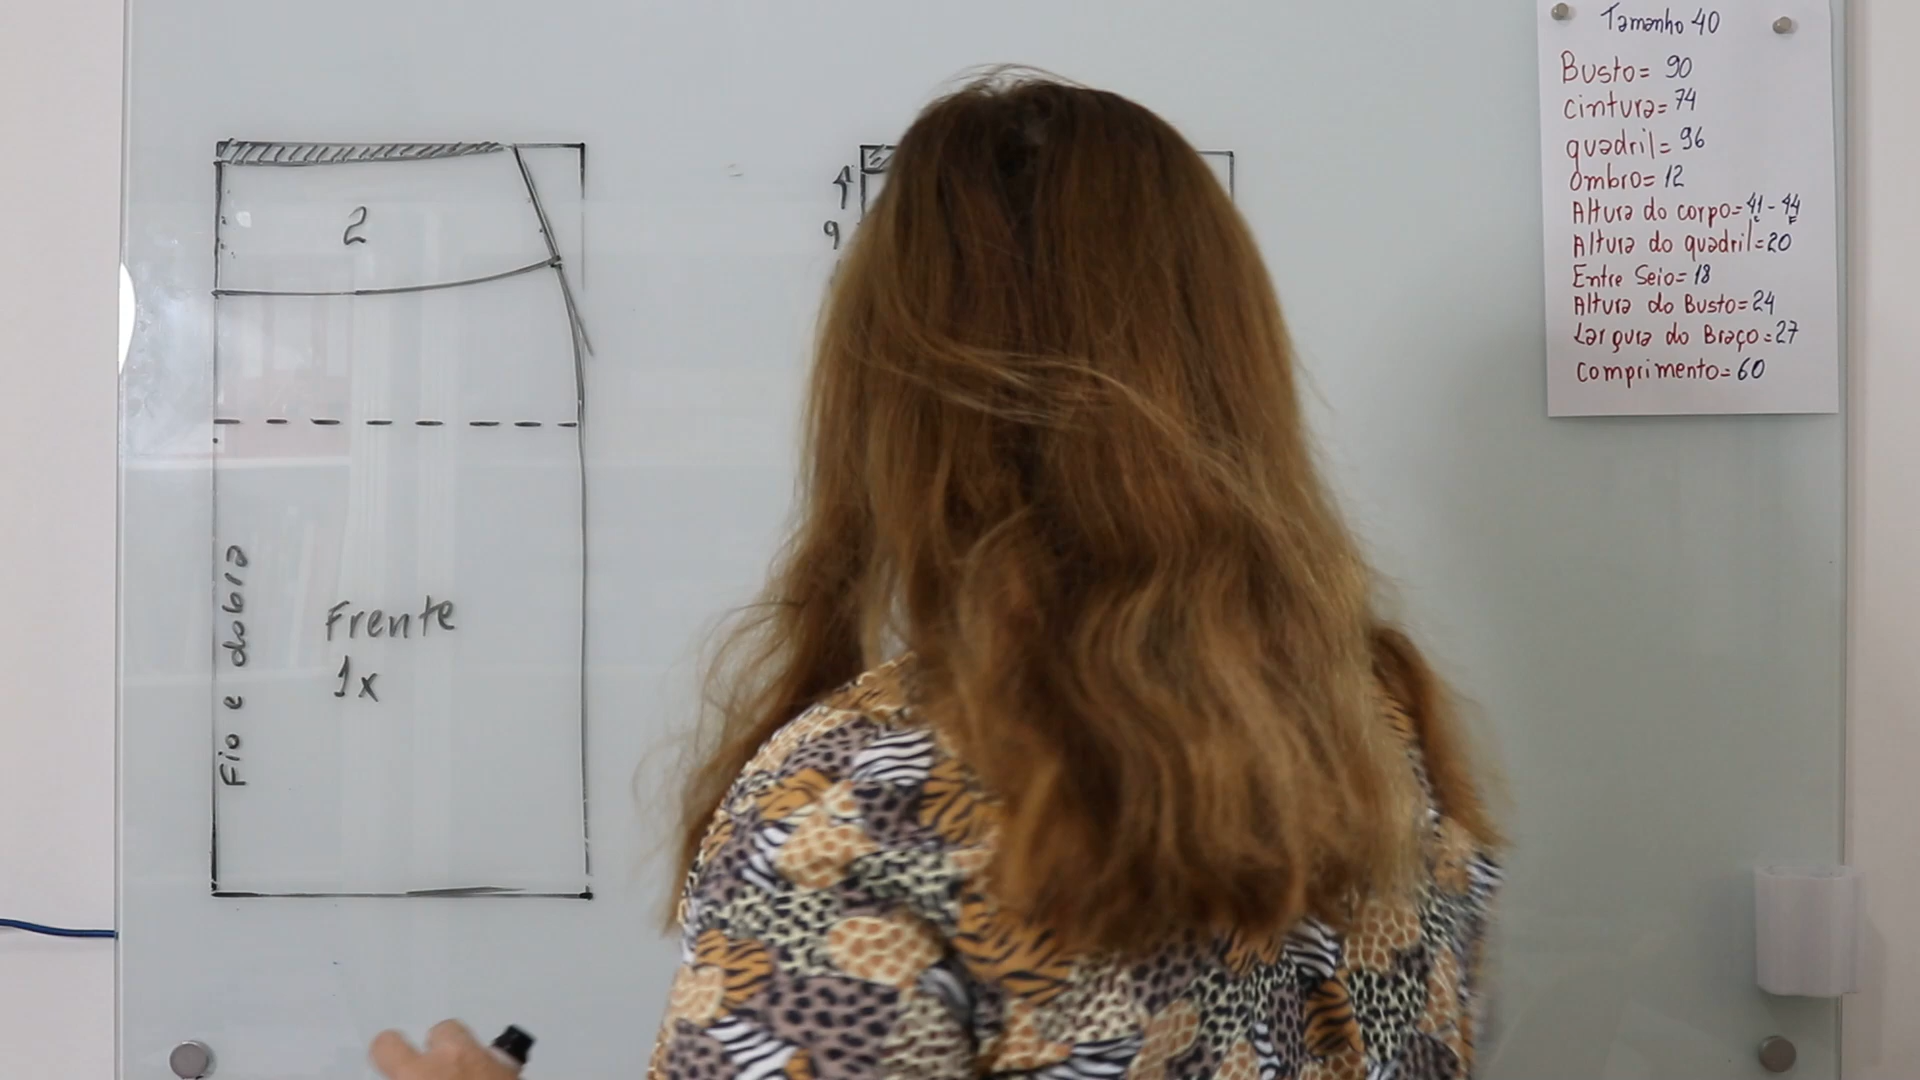 2
Fio e dobra
Frente
1x
9
Tamanho 40
Busto= 90
cintura= 74
quadril= 96
Ombro= 12
Altura do corpo= 41 - 44
Altura do quadril= 20
Entre Seio= 18
Altura do Busto= 24
Largura do Braço= 27
Comprimento= 60